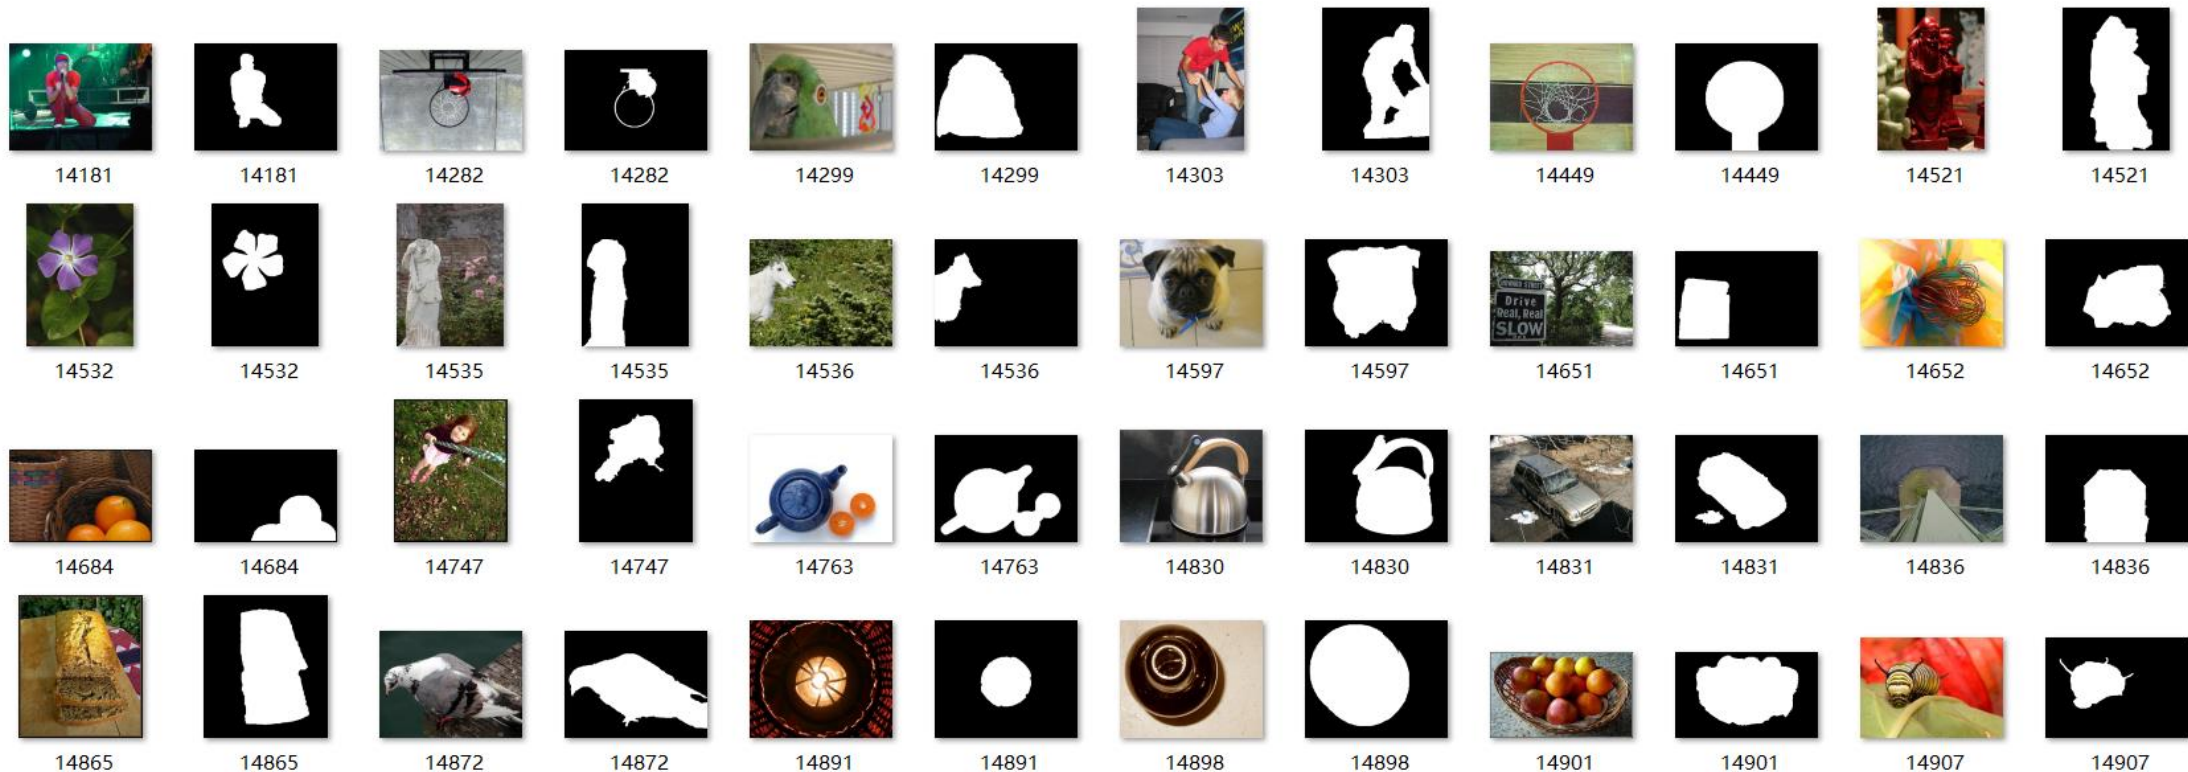 14181 14181 14282 14282 14299 14299 14303 14303 14449 14449 14521 14521
Drive
Real, Real
SLOW
14532 14532 14535 14535 14536 14536 14597 14597 14651 14651 14652 14652
14684 14684 14747 14747 14763 14763 14830 14830 14831 14831 14836 14836
14865 14865 14872 14872 14891 14891 14898 14898 14901 14901 14907 14907